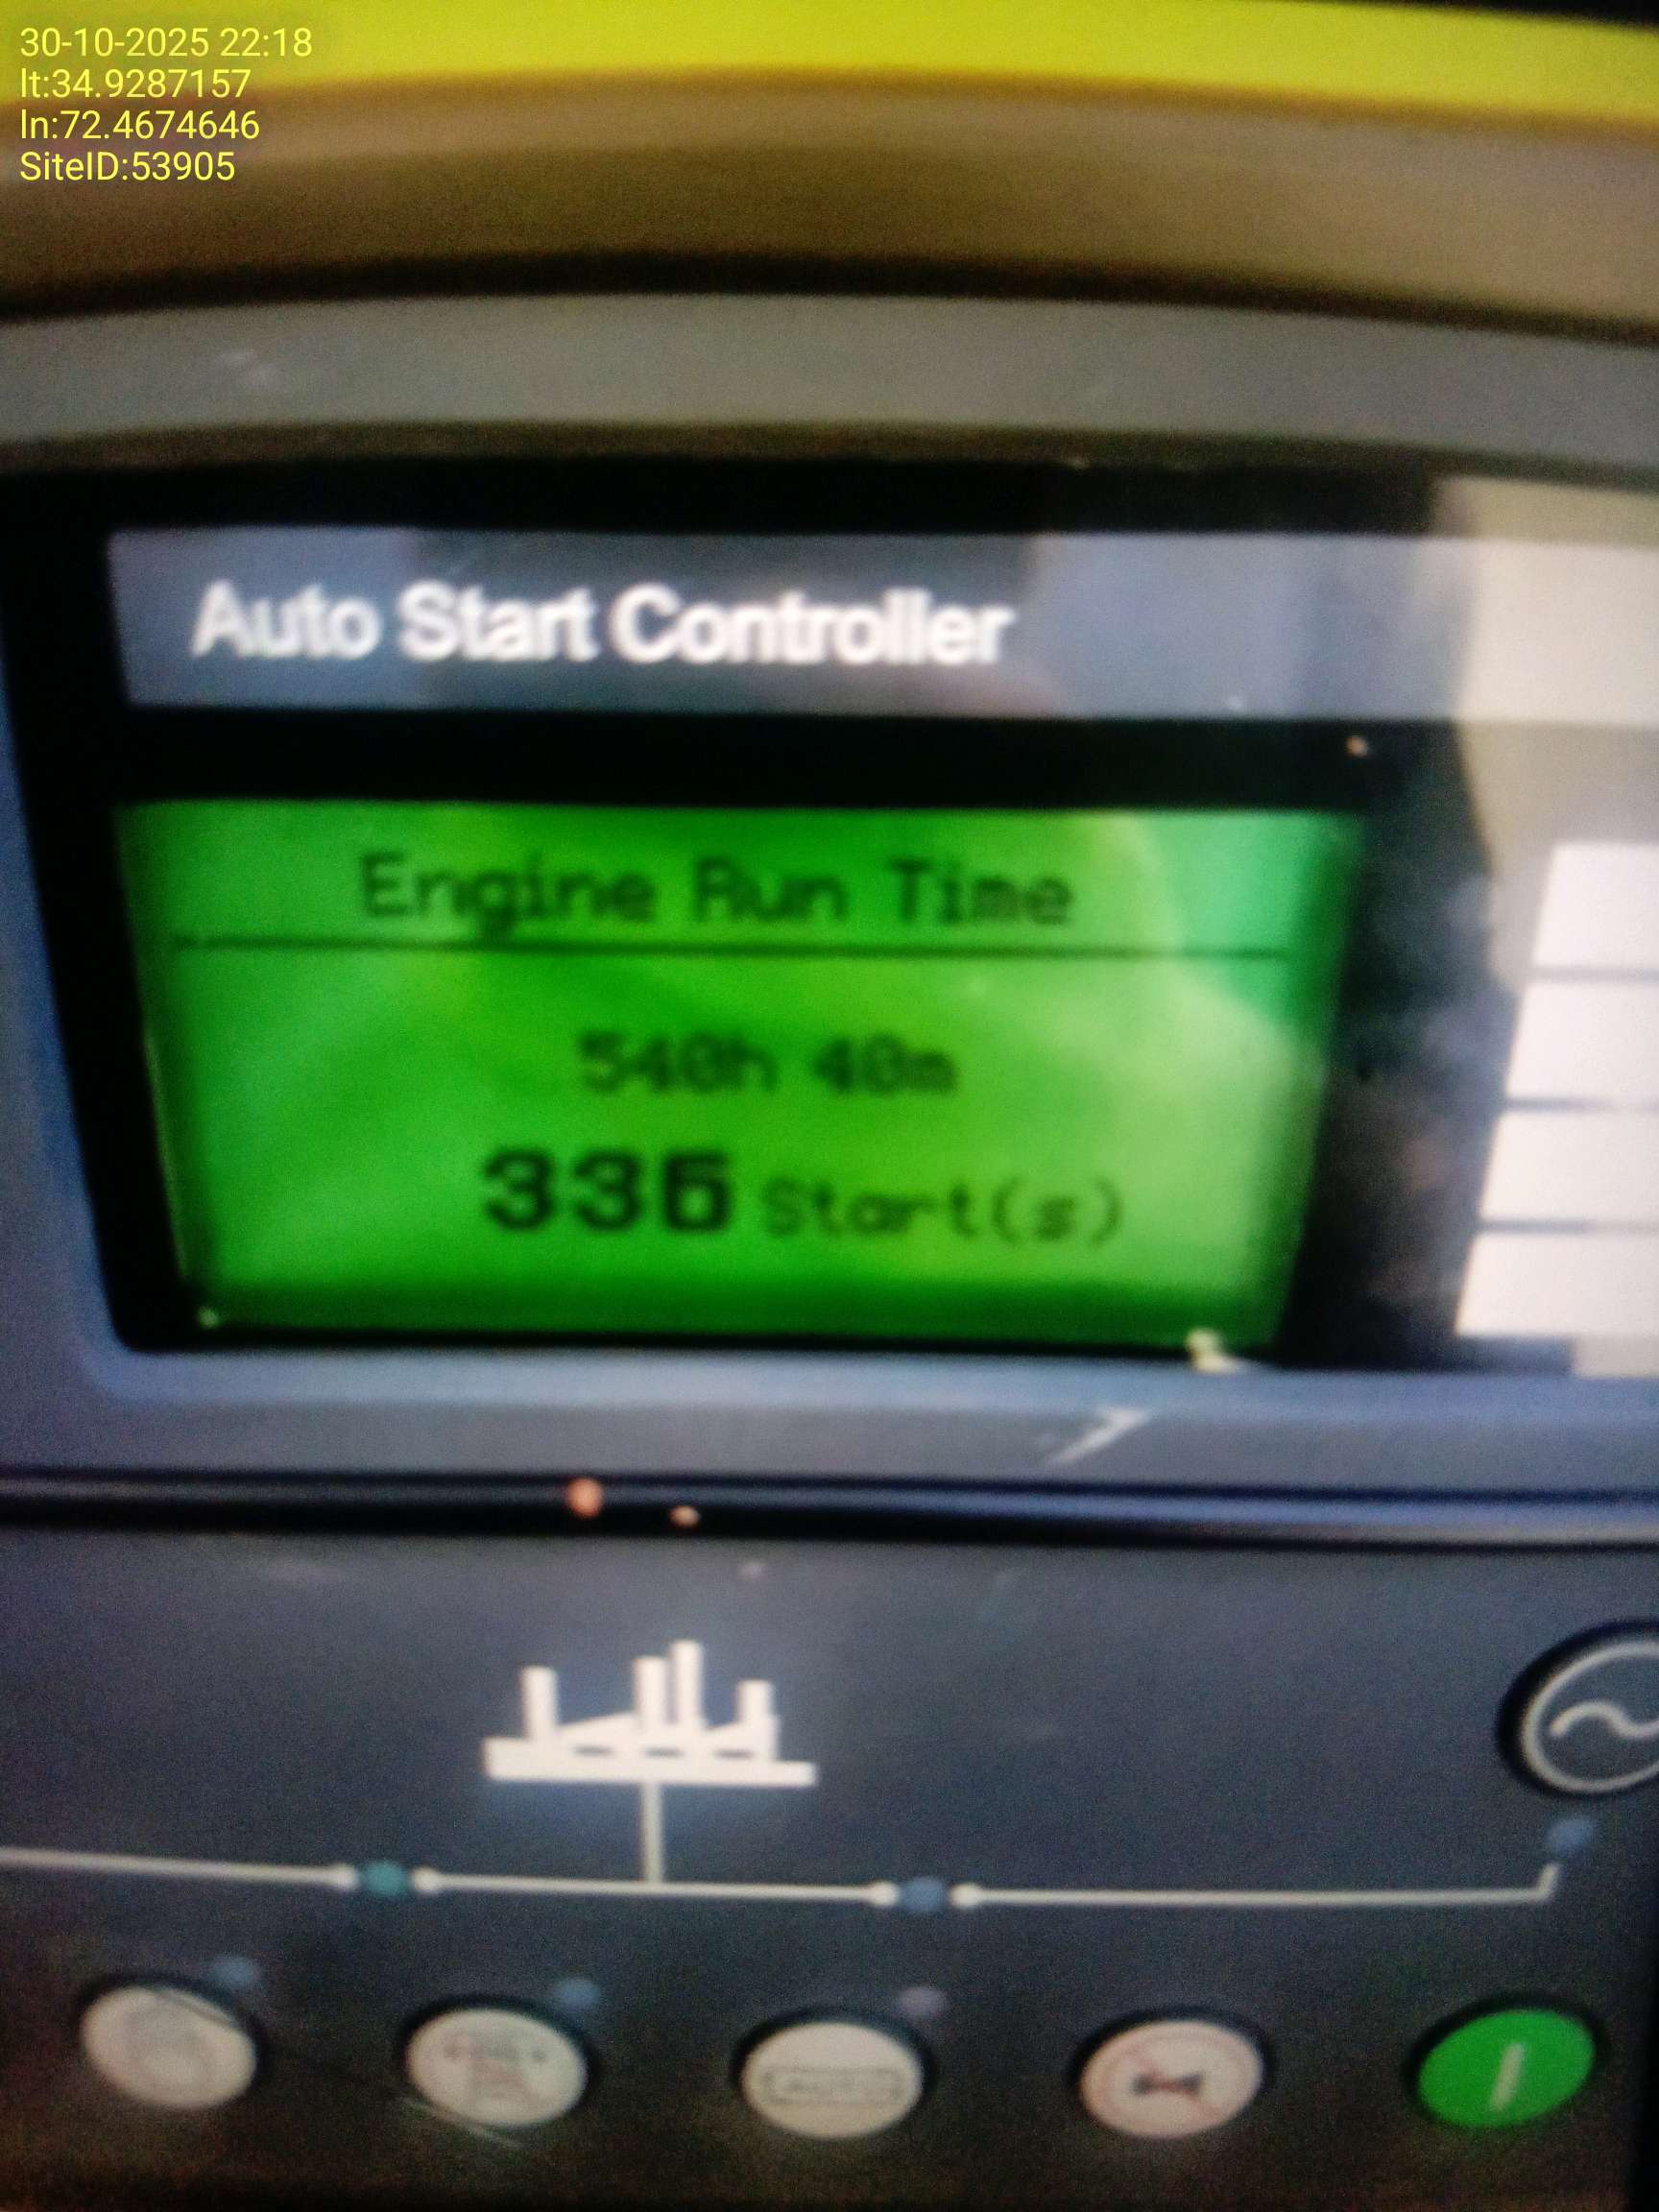 30-10-2025 22:18
lt:34.9287157
ln:72.4674646
SiteID:53905
Auto Start Controller
Engine Run Time
540h 40m
336 Start(s)
AUTO